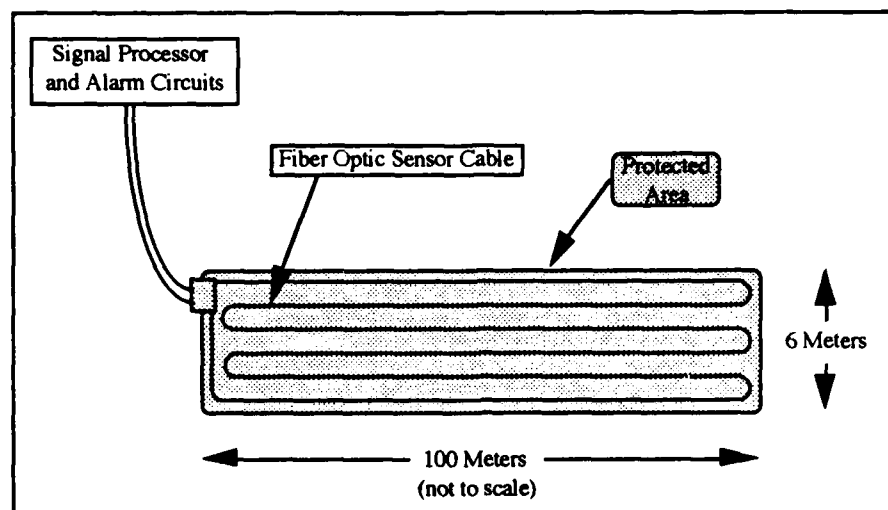 Signal Processor
and Alarm Circuits
Fiber Optic Sensor Cable
Protected
Area
6 Meters
100 Meters
(not to scale)